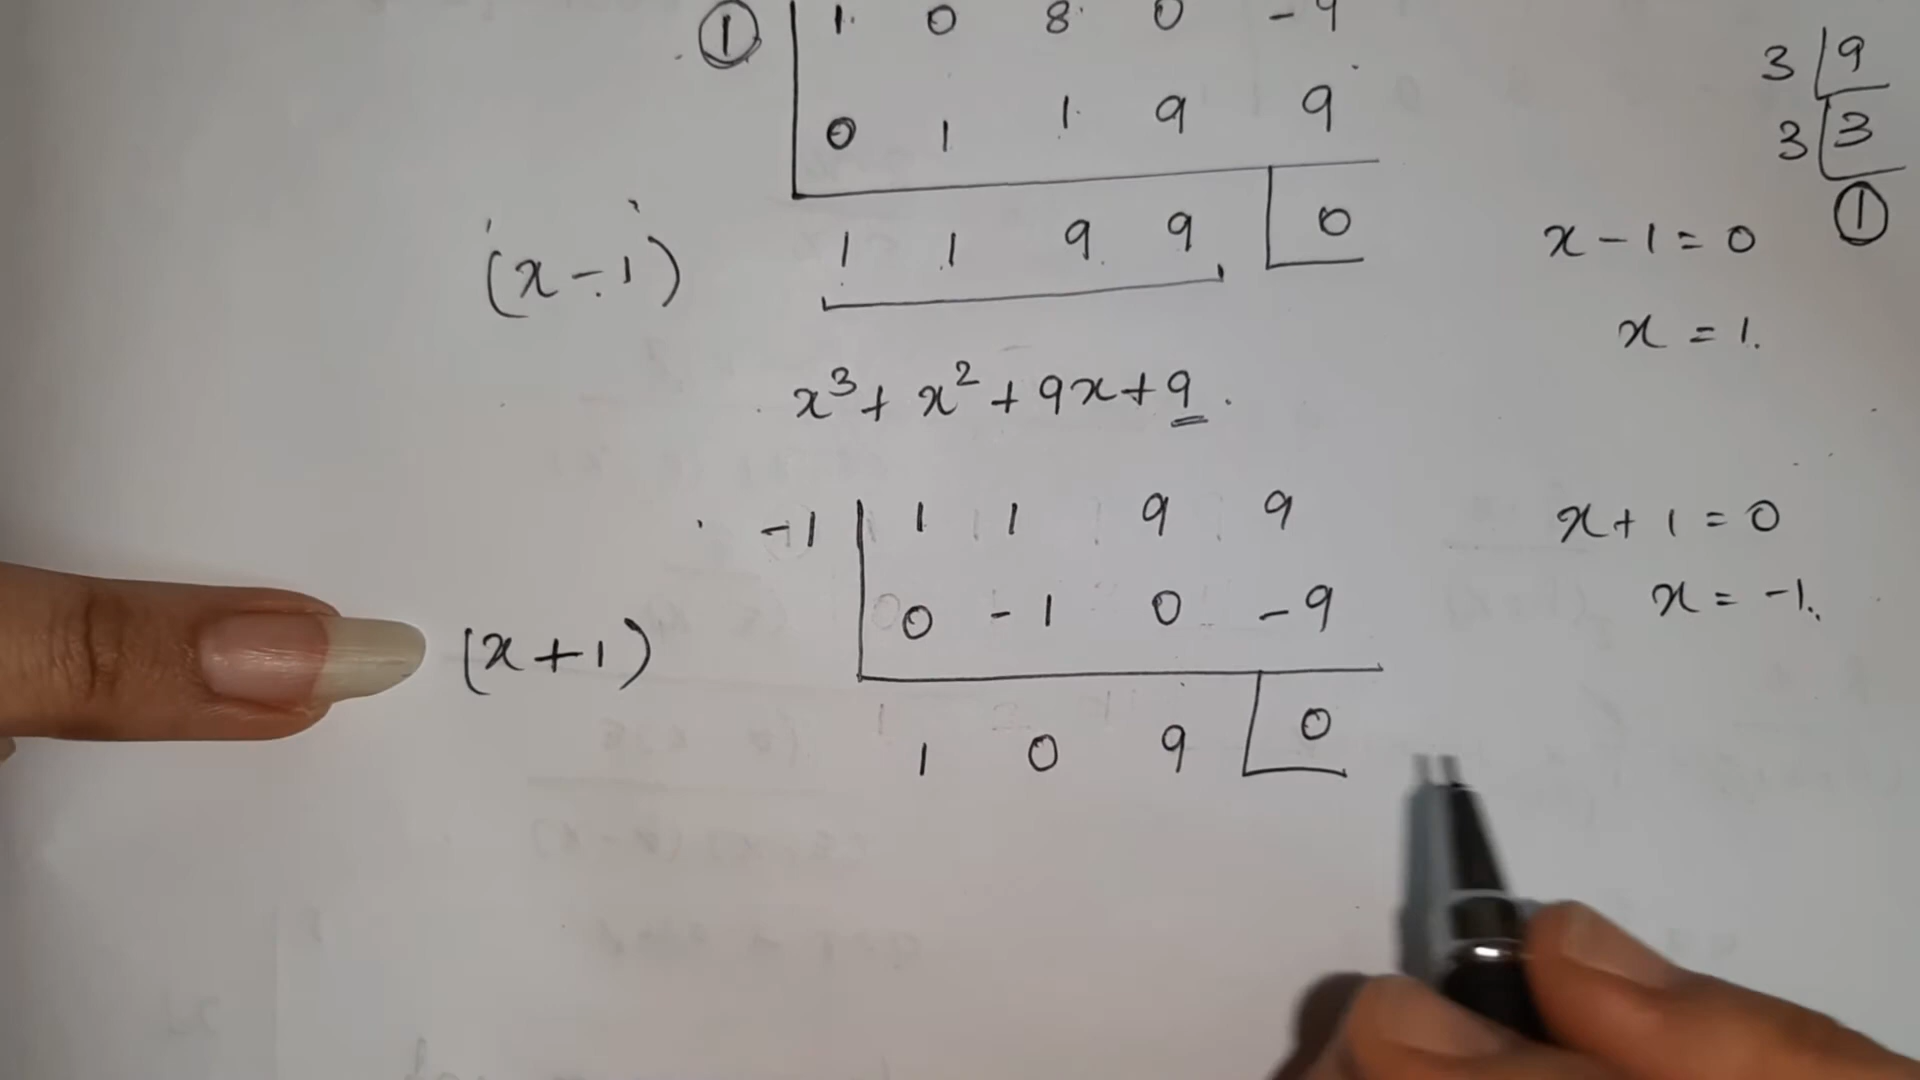 ① 1 0 8 0 -9
0 1 1 9 9
(x-1) 1 1 9 9 0
x³ + x² + 9x + 9.
-1 1 1 9 9
0 -1 0 -9
(x+1)
1 0 9 0
3 9
3 3
①
x - 1 = 0
x = 1.
x + 1 = 0
x = -1.